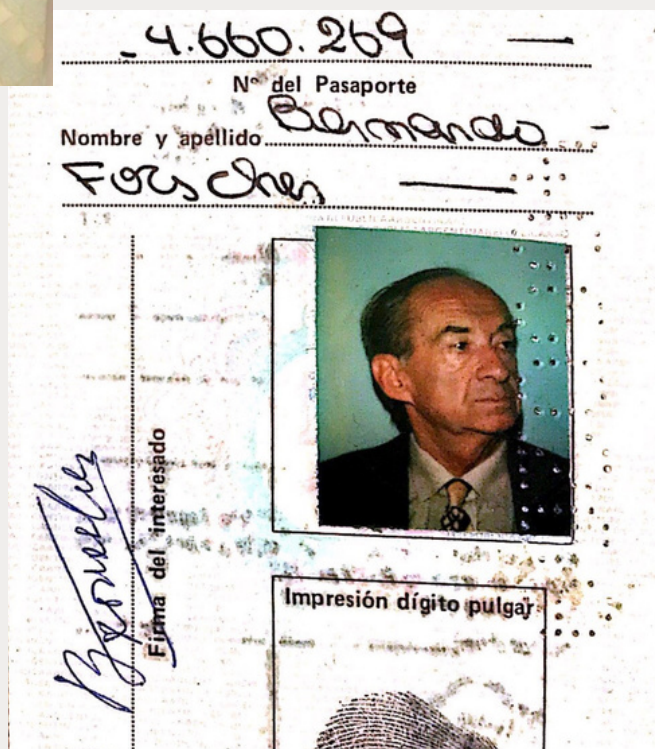 - 4.660.269 —
Nº del Pasaporte
Nombre y apellido Bernardo -
Forscher —
Firma del interesado
Impresión dígito pulgar